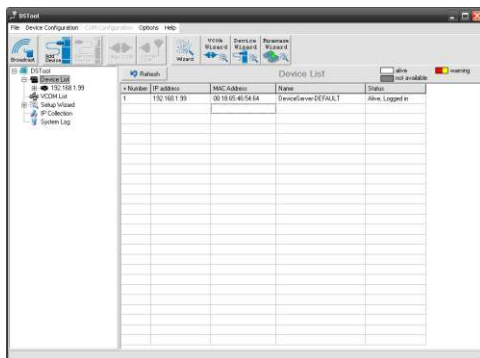 DSTool
File Device Configuration COM Configuration Options Help
VCOM Wizard Device Wizard Firmware Wizard
Broadcast Add Device Wizard
DSTool
Device List
192.168.1.99
VCOM List
Setup Wizard
IP Collection
System Log
Refresh Device List alive warning
not available
Number IP address MAC Address Name Status
1 192.168.1.99 00:18:65:46:54:64 DeviceServer-DEFAULT Alive, Logged in